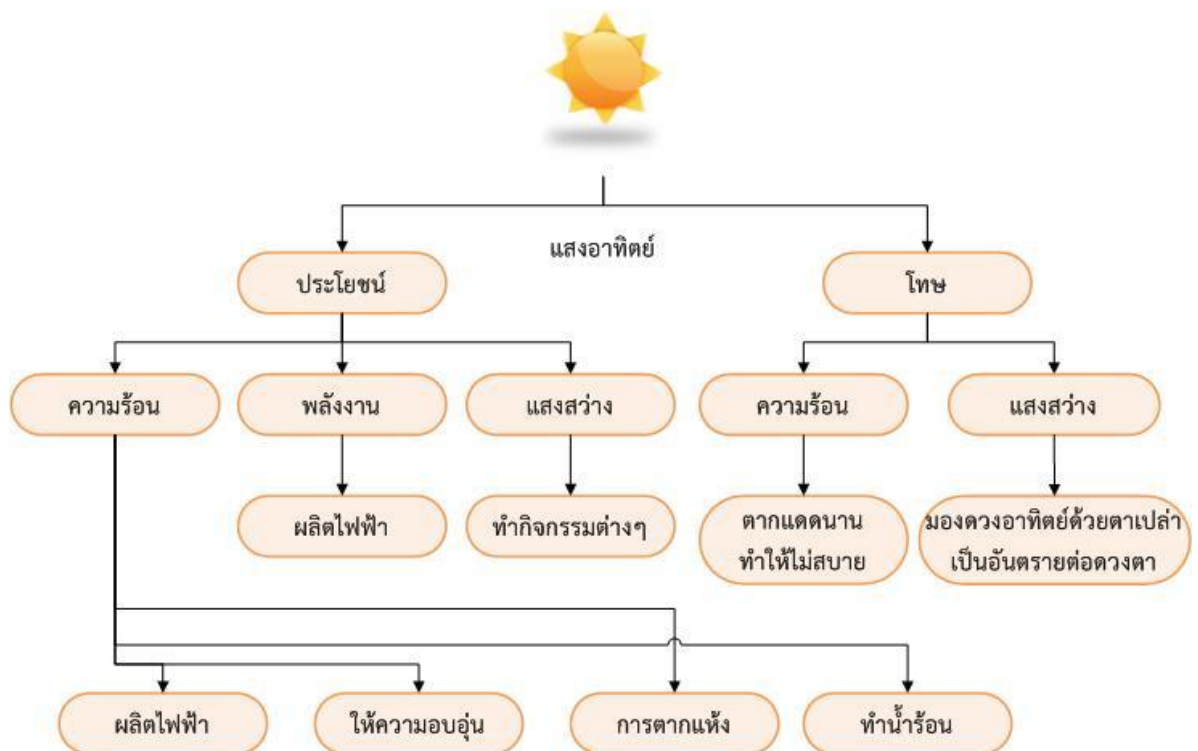 แสงอาทิตย์
ประโยชน์
โทษ
ความร้อน
พลังงาน
แสงสว่าง
ความร้อน
แสงสว่าง
ผลิตไฟฟ้า
ทำกิจกรรมต่างๆ
ตากแดดนาน
ทำให้ไม่สบาย
มองดวงอาทิตย์ด้วยตาเปล่า
เป็นอันตรายต่อดวงตา
ผลิตไฟฟ้า
ให้ความอบอุ่น
การตากแห้ง
ทำน้ำร้อน